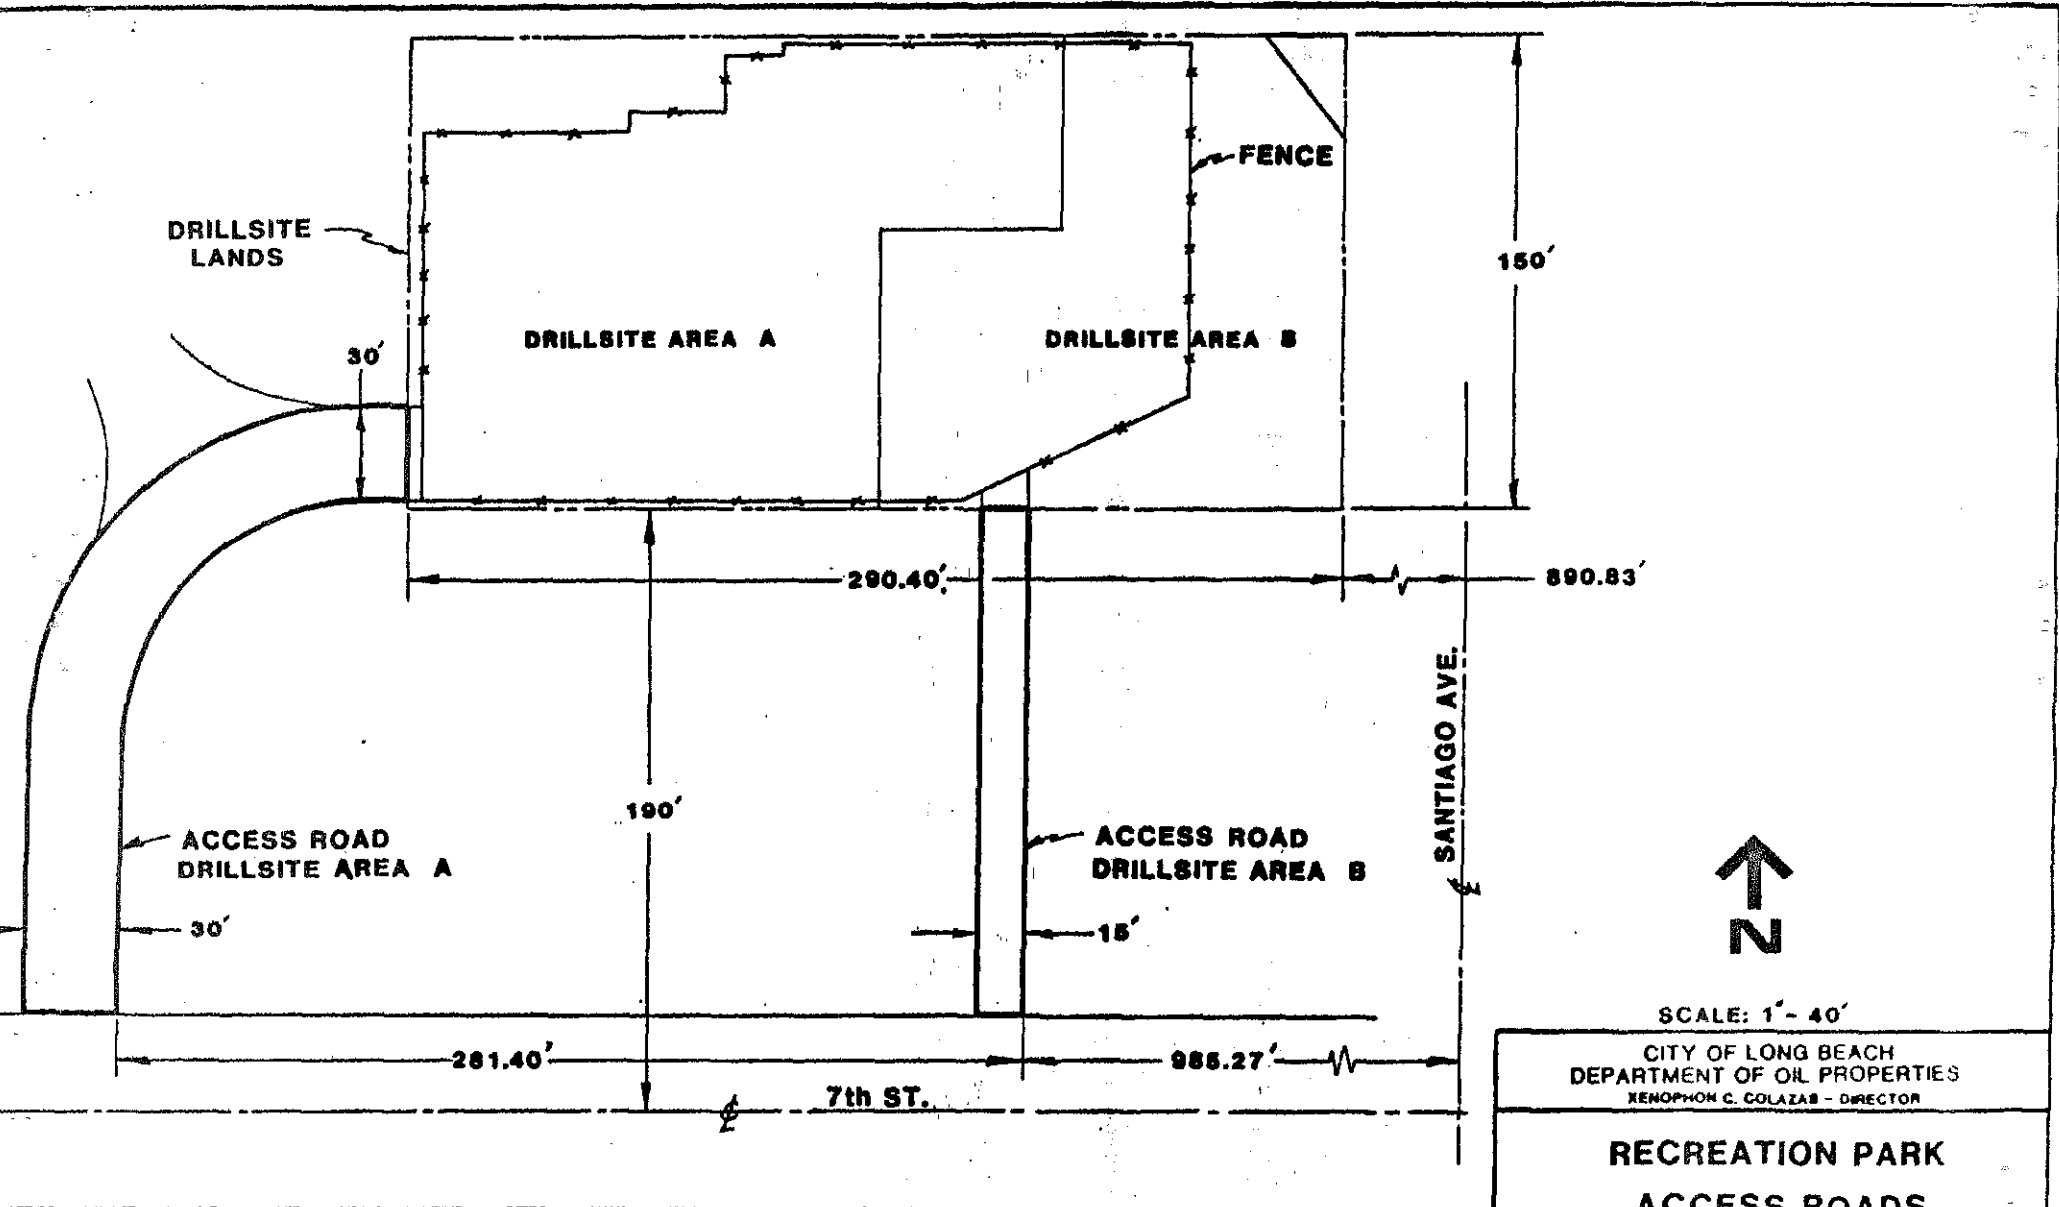 FENCE
DRILLSITE
LANDS
150'
30'
DRILLSITE AREA A
DRILLSITE AREA B
290.40'
890.83'
SANTIAGO AVE.
190'
ACCESS ROAD
DRILLSITE AREA A
ACCESS ROAD
DRILLSITE AREA B
30'
15'
N
SCALE: 1"- 40'
281.40'
985.27'
7th ST.
CITY OF LONG BEACH
DEPARTMENT OF OIL PROPERTIES
XENOPHON C. COLAZAS - DIRECTOR
RECREATION PARK
ACCESS ROADS